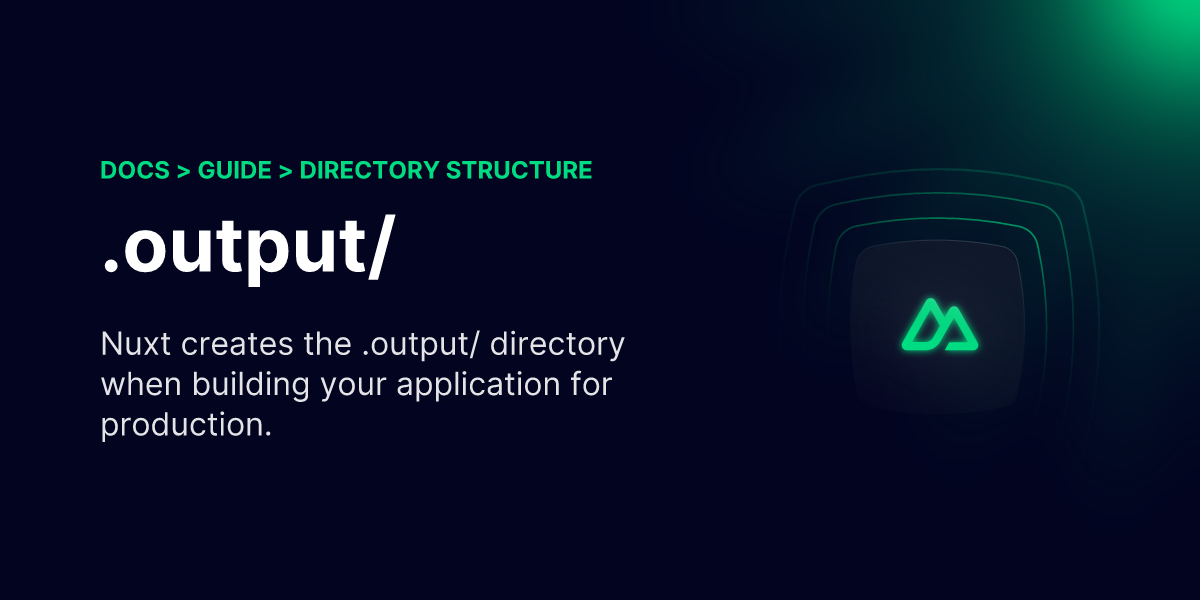 DOCS > GUIDE > DIRECTORY STRUCTURE
.output/
Nuxt creates the .output/ directory
when building your application for
production.